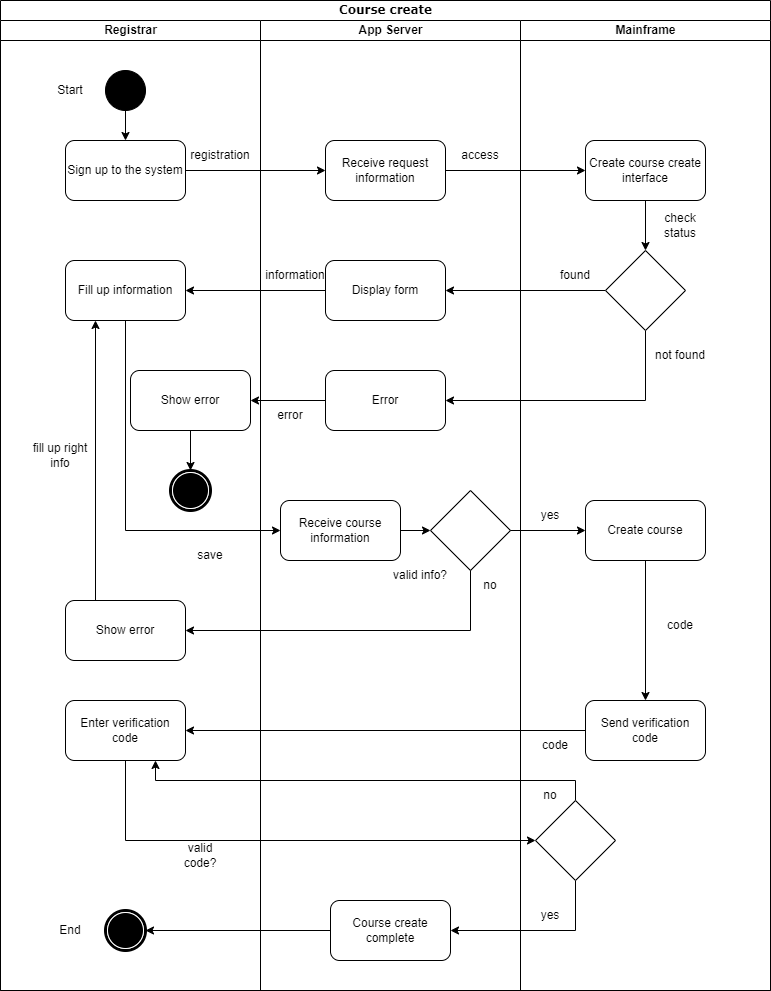 Course create
Registrar
App Server
Mainframe
Start
Sign up to the system
registration
Receive request
information
access
Create course create
interface
check
status
Fill up information
information
Display form
found
not found
Show error
error
Error
fill up right
info
save
Receive course
information
valid info?
yes
no
Create course
Show error
code
Enter verification
code
code
Send verification
code
no
valid
code?
yes
End
Course create
complete